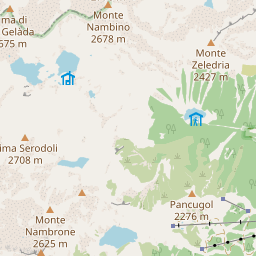 ma di
Gelada
675 m
Monte
Nambino
2678 m
Monte
Zeledria
2427 m
ima Serodoli
2708 m
Monte
Nambrone
2625 m
Pancugol
2276 m